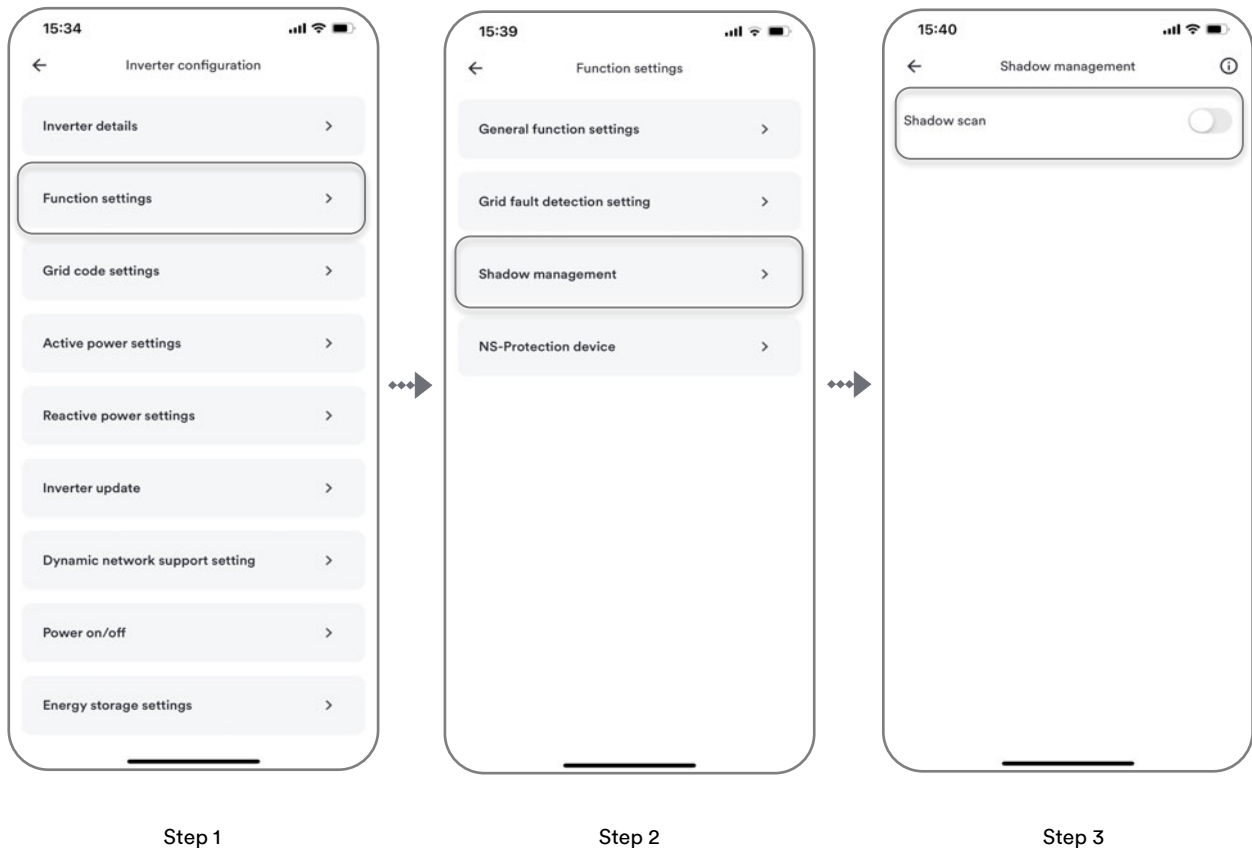 15:34
Inverter configuration
Inverter details
Function settings
Grid code settings
Active power settings
Reactive power settings
Inverter update
Dynamic network support setting
Power on/off
Energy storage settings
Step 1
15:39
Function settings
General function settings
Grid fault detection setting
Shadow management
NS-Protection device
Step 2
15:40
Shadow management
Shadow scan
Step 3